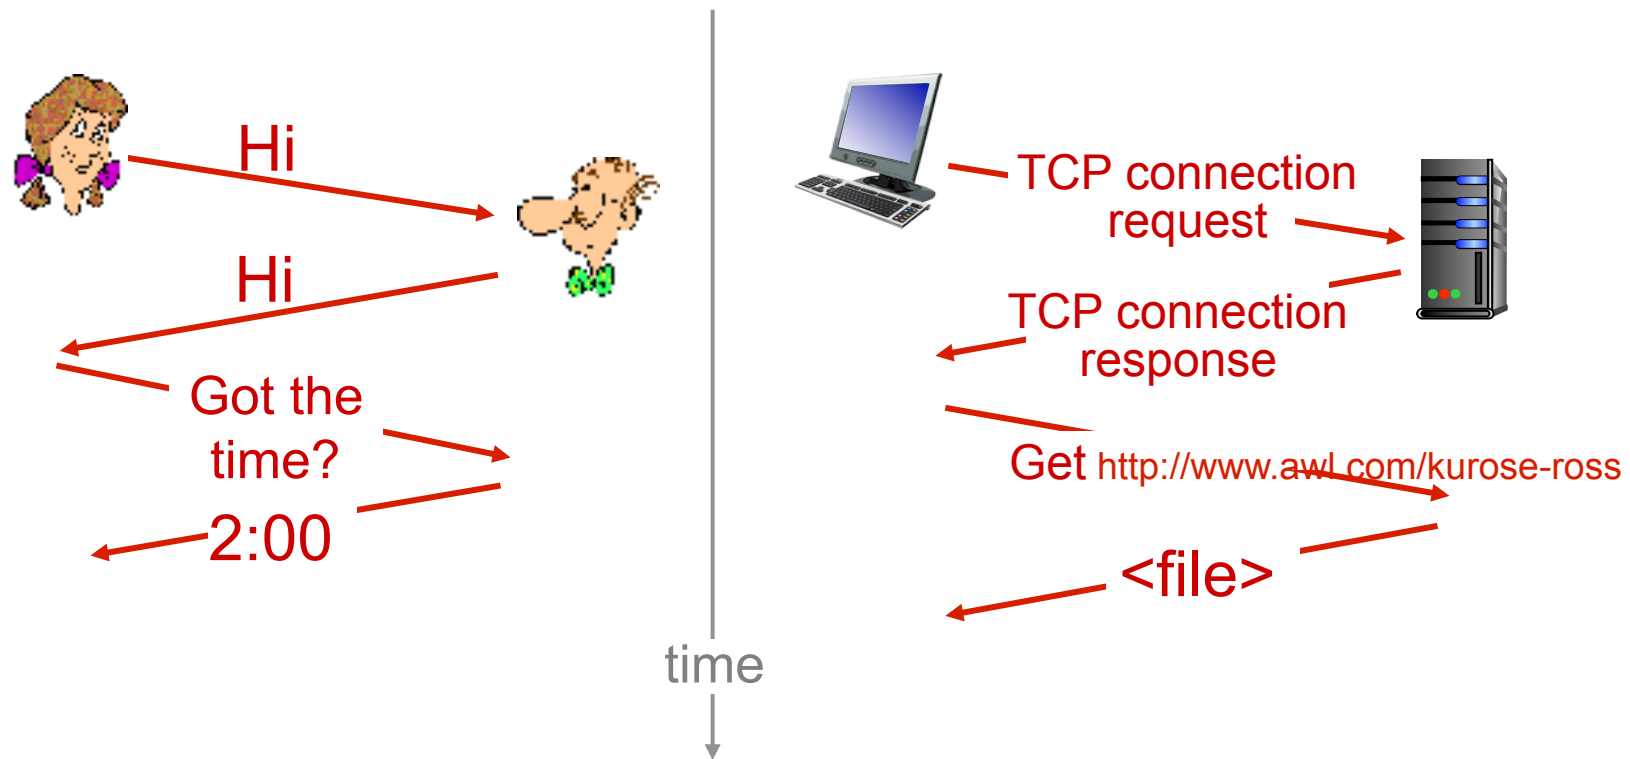 Hi
Hi
Got the
time?
2:00
time
TCP connection
request
TCP connection
response
Get http://www.awl.com/kurose-ross
<file>